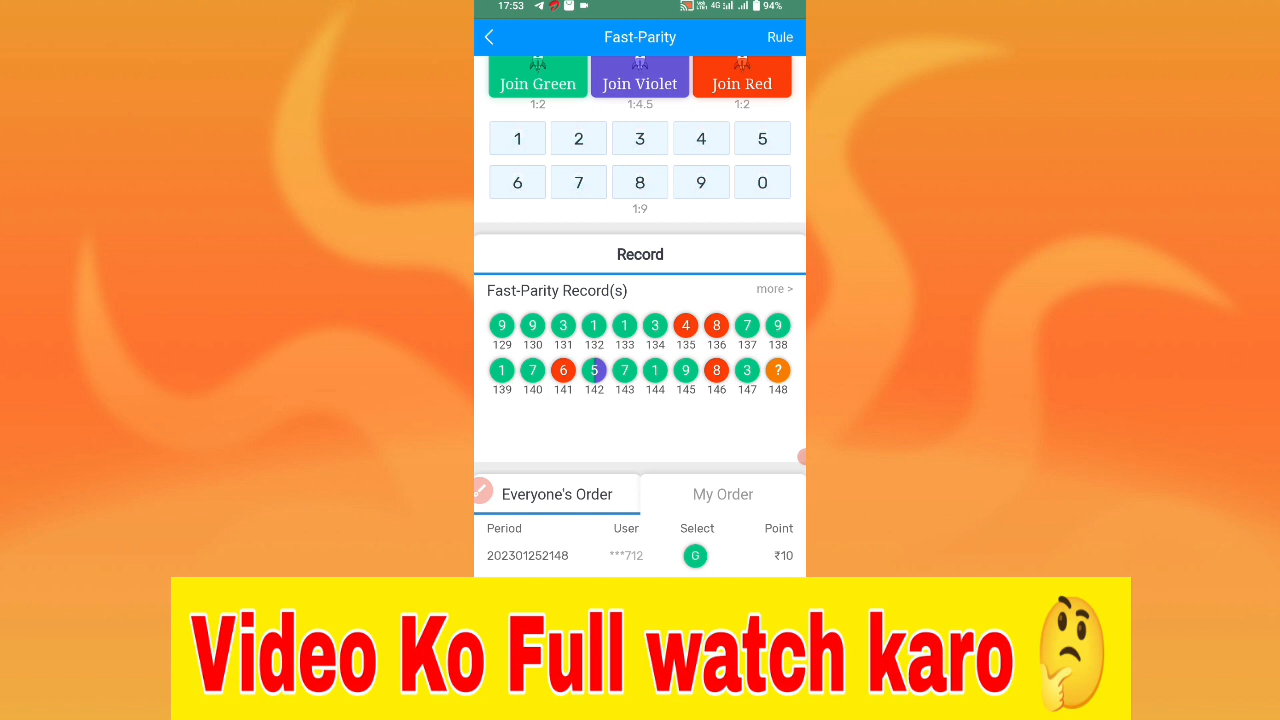 17:53 4G 94%
Fast-Parity Rule
Join Green Join Violet Join Red
1:2 1:4.5 1:2
1 2 3 4 5
6 7 8 9 0
1:9
Record
Fast-Parity Record(s) more >
9 9 3 1 1 3 4 8 7 9
129 130 131 132 133 134 135 136 137 138
1 7 6 5 7 1 9 8 3 ?
139 140 141 142 143 144 145 146 147 148
Everyone's Order My Order
Period User Select Point
202301252148 ***712 G ₹10
Video Ko Full watch karo